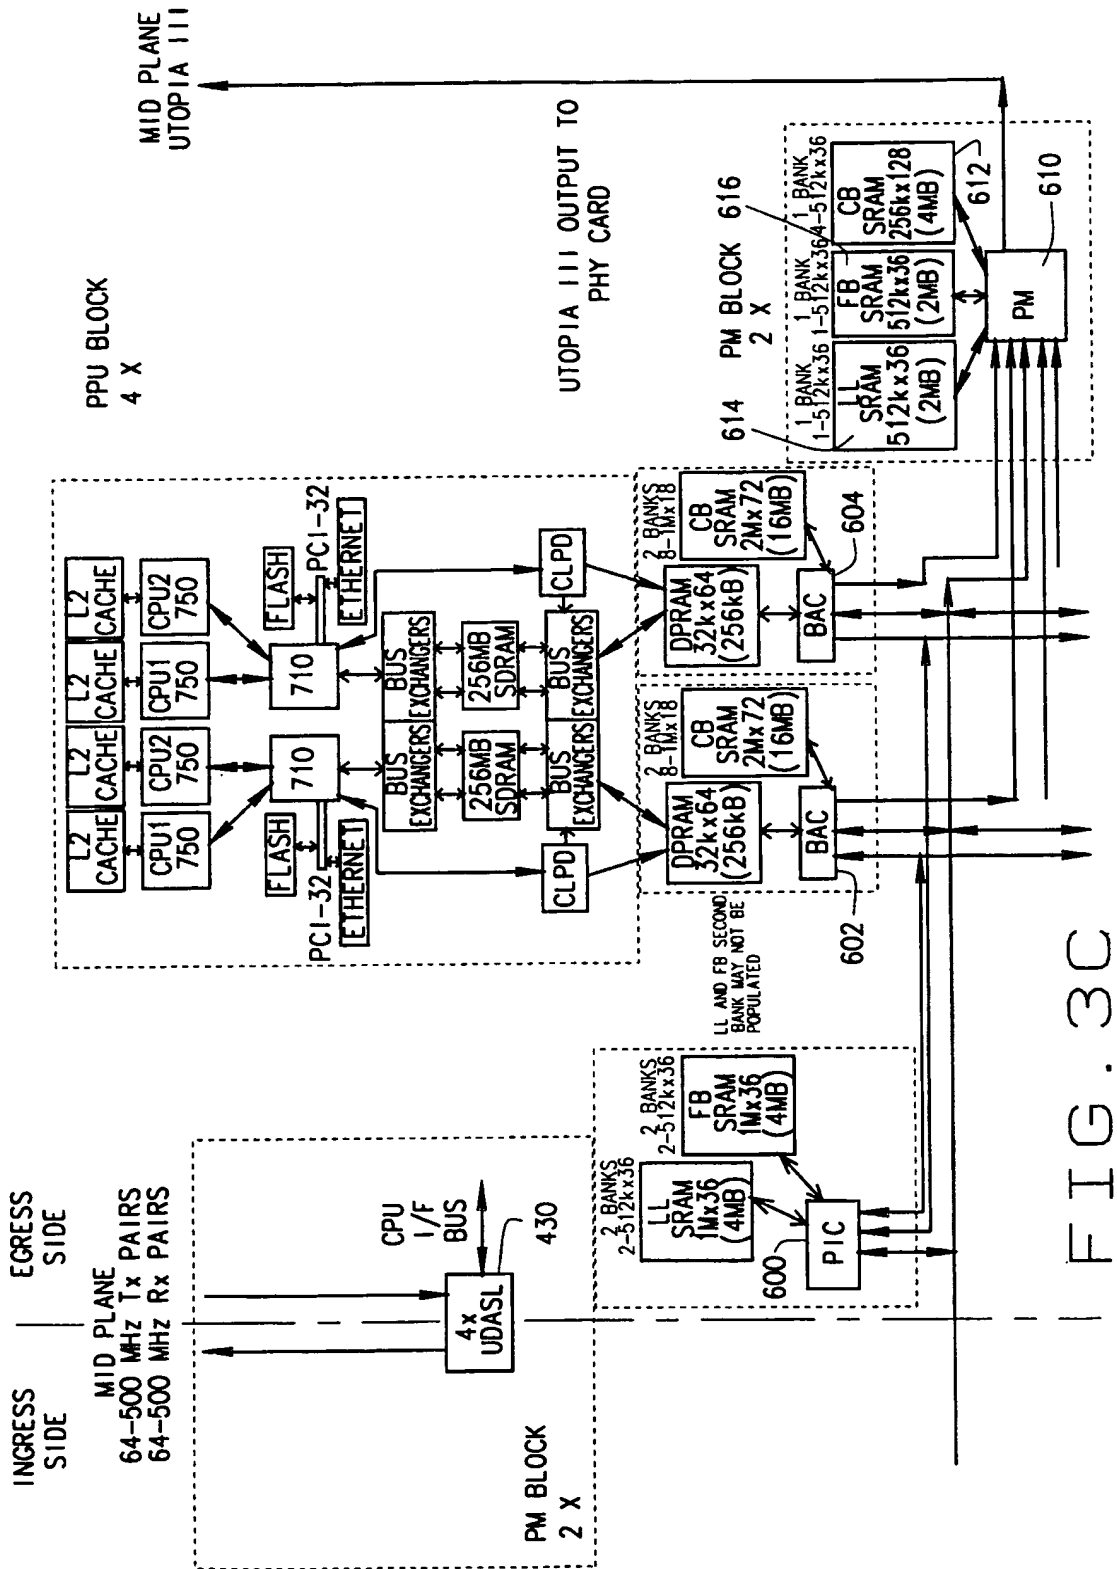 INGRESS
SIDE
EGRESS
SIDE
MID PLANE
64-500 MHz Tx PAIRS
64-500 MHz Rx PAIRS
CPU
I/F
BUS
4x
UDASL
430
PM BLOCK
2 X
PPU BLOCK
4 X
MID PLANE
UTOPIA III
L2
CACHE
L2
CACHE
L2
CACHE
L2
CACHE
CPU1
750
CPU2
750
CPU1
750
CPU2
750
FLASH
710
PCI-32
ETHERNET
FLASH
710
PCI-32
ETHERNET
BUS
EXCHANGERS
BUS
EXCHANGERS
256MB
SDRAM
256MB
SDRAM
CLPD
BUS
EXCHANGERS
BUS
EXCHANGERS
CLPD
UTOPIA III OUTPUT TO
PHY CARD
2 BANKS
2-512kx36
LL
SRAM
1Mx36
(4MB)
2 BANKS
2-512kx36
FB
SRAM
1Mx36
(4MB)
600
PIC
LL AND FB SECOND
BANK MAY NOT BE
POPULATED
DPRAM
32kx64
(256kB)
2 BANKS
8-1Mx18
CB
SRAM
2Mx72
(16MB)
BAC
602
DPRAM
32kx64
(256kB)
2 BANKS
8-1Mx18
CB
SRAM
2Mx72
(16MB)
BAC
604
PM BLOCK
2 X
614
616
1 BANK
1-512kx36
LL
SRAM
512kx36
(2MB)
1 BANK
1-512kx36
FB
SRAM
512kx36
(2MB)
1 BANK
4-512kx36
CB
SRAM
256kx128
(4MB)
612
PM
610
FIG. 3C